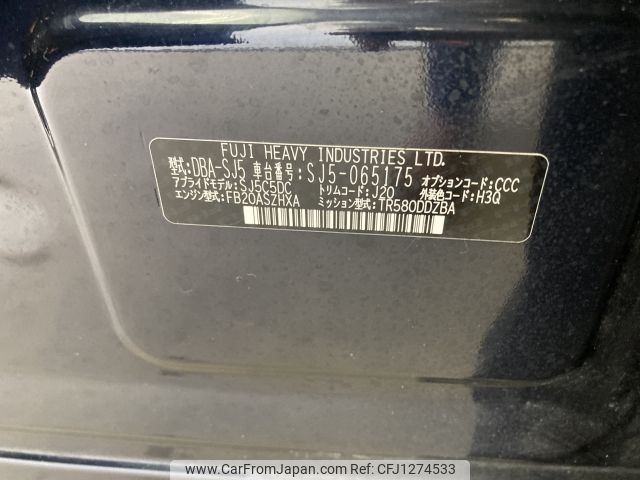 FUJI HEAVY INDUSTRIES LTD.
型式:DBA-SJ5 車台番号:SJ5-065175 オプションコード:CCC
アプライドモデル:SJ5C5DC トリムコード:J20 外装色コード:H3Q
エンジン型式:FB20ASZHXA ミッション型式:TR580DDZBA
www.CarFromJapan.com Ref. No: CFJ1274533